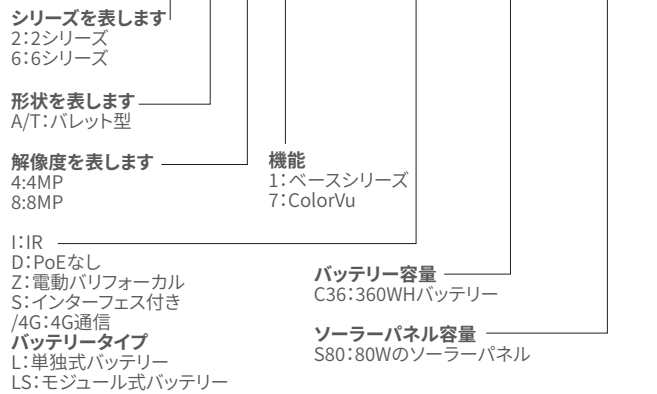 シリーズを表します
2：2シリーズ
6：6シリーズ
形状を表します
A/T：バレット型
解像度を表します
4:4MP
8:8MP
機能
1：ベースシリーズ
7：ColorVu
I：IR
D：PoEなし
Z：電動バリフォーカル
S：インターフェス付き
/4G：4G通信
バッテリータイプ
L：単独式バッテリー
LS：モジュール式バッテリー
バッテリー容量
C36：360WHバッテリー
ソーラーパネル容量
S80：80Wのソーラーパネル